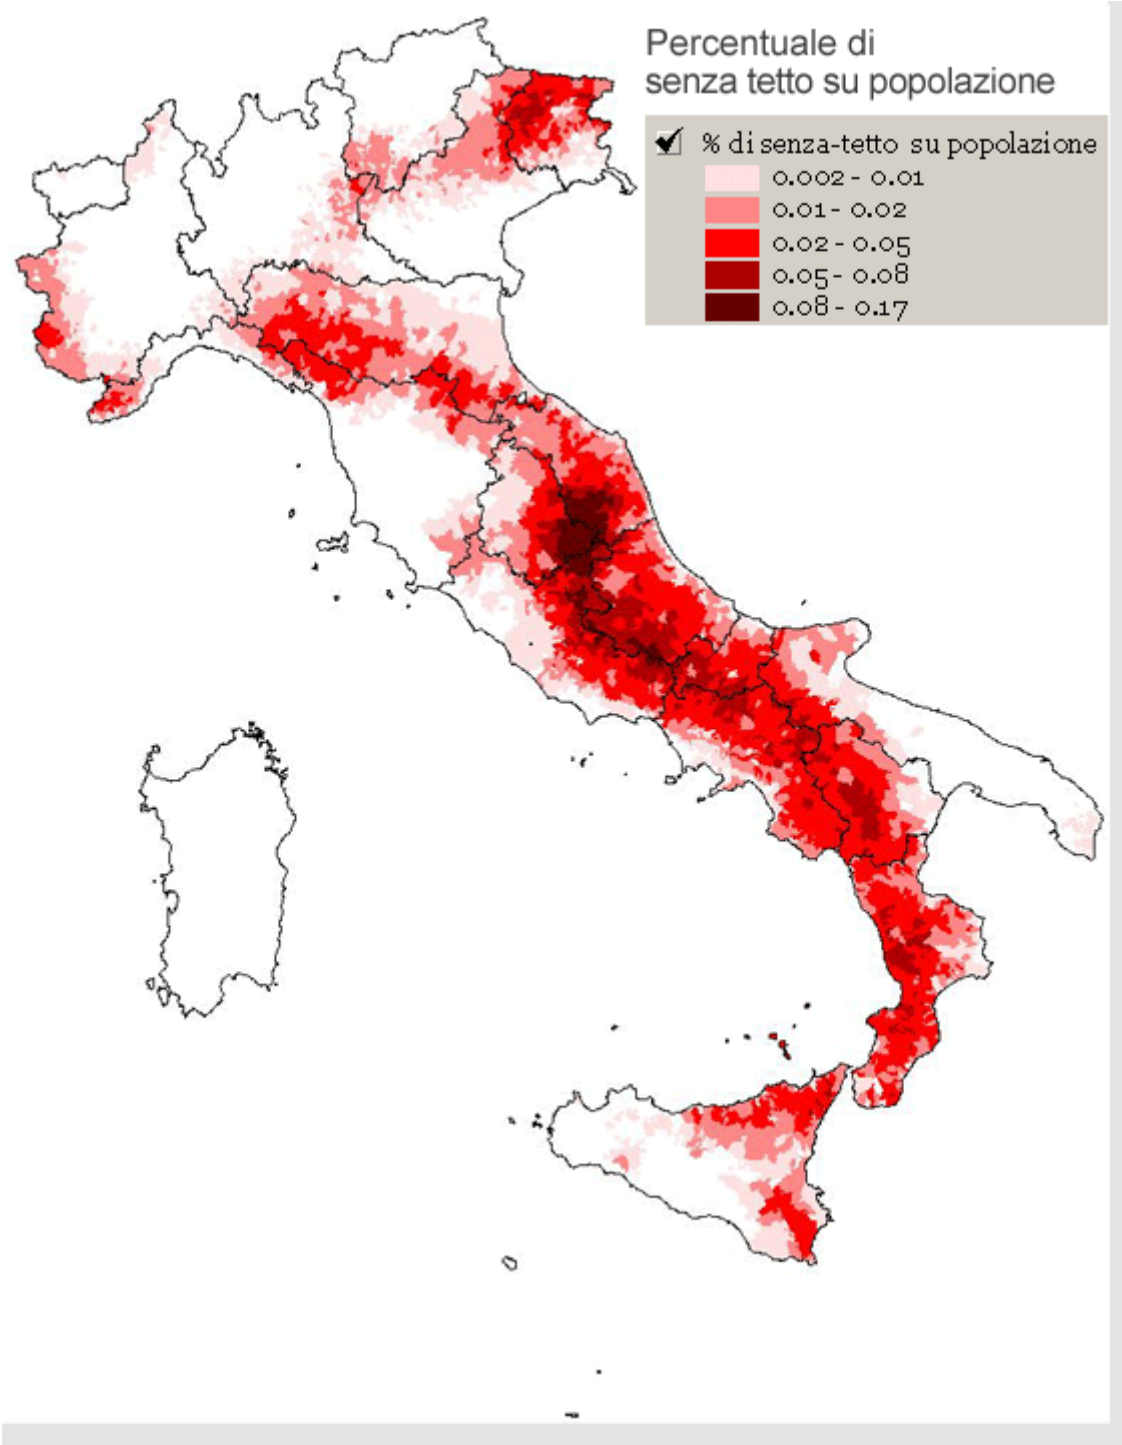 Percentuale di
senza tetto su popolazione
% di senza-tetto su popolazione
0.002 - 0.01
0.01 - 0.02
0.02 - 0.05
0.05 - 0.08
0.08 - 0.17